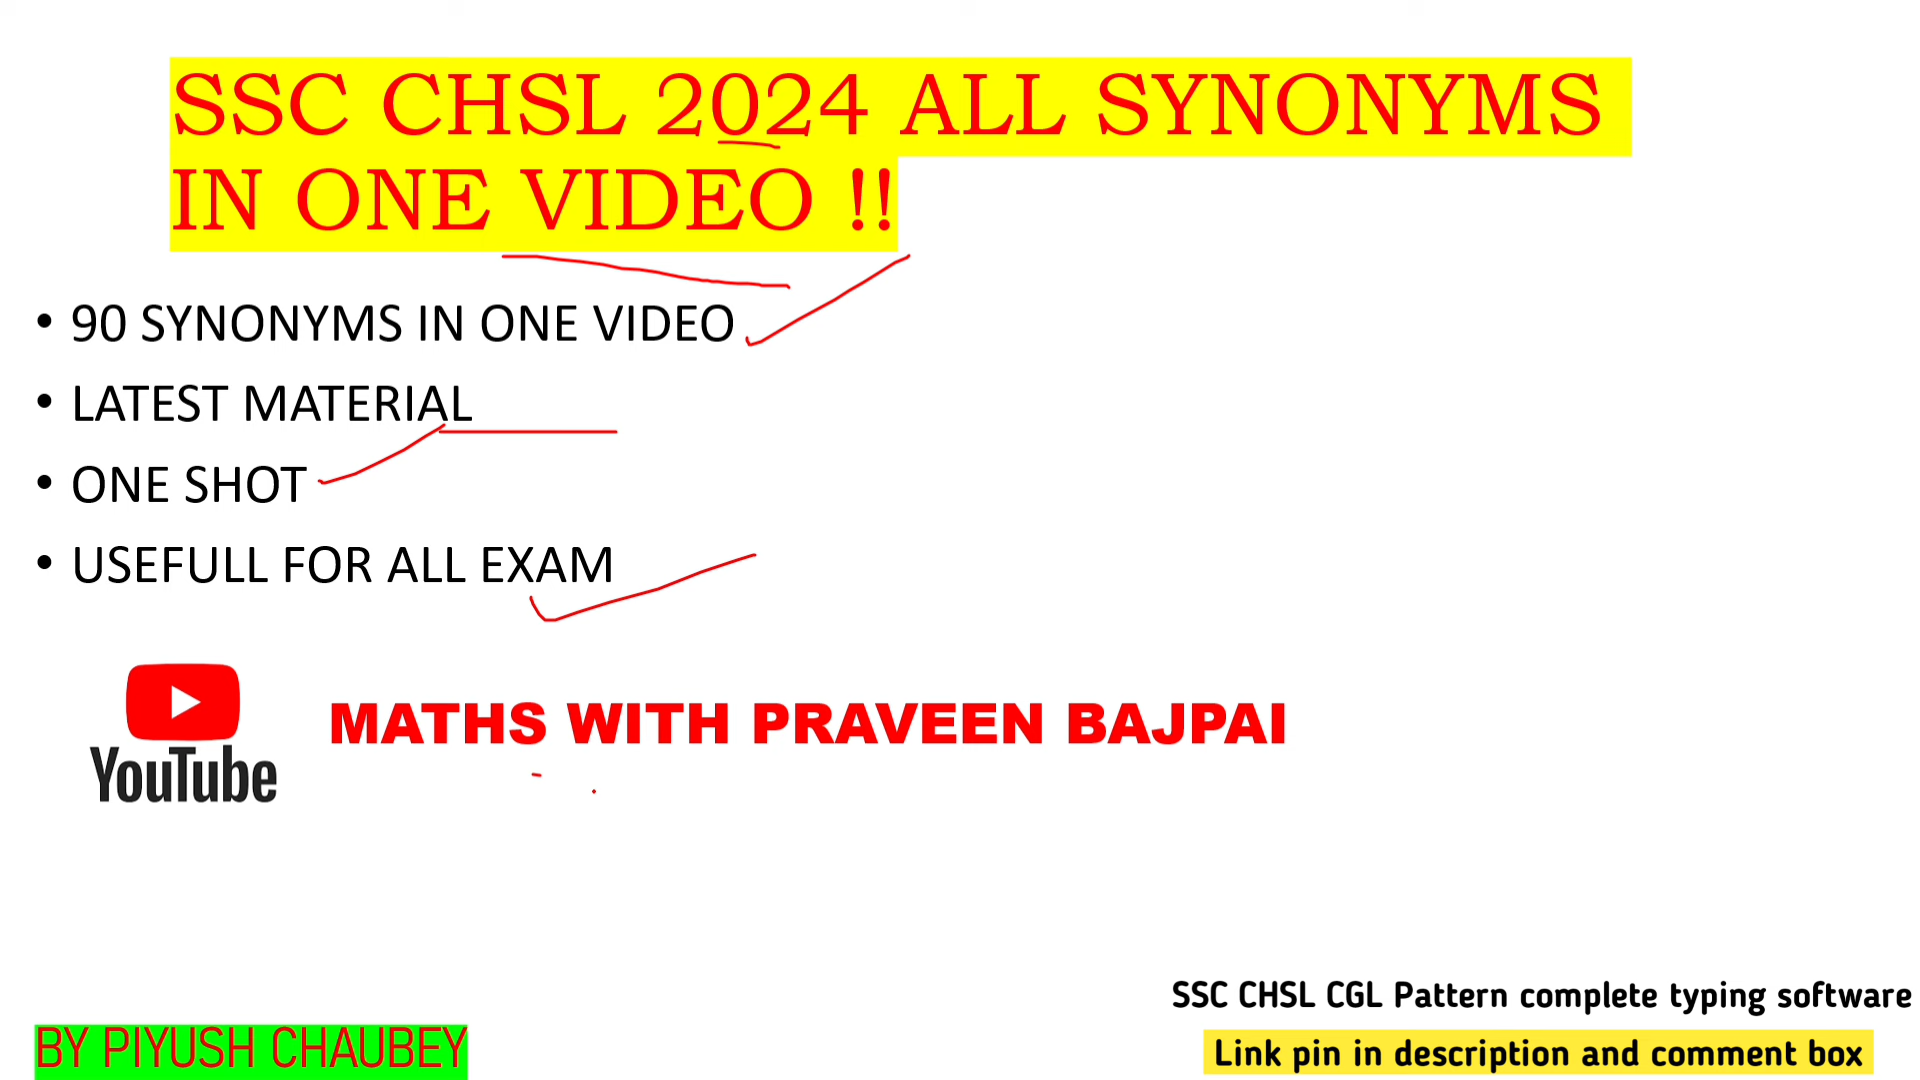 SSC CHSL 2024 ALL SYNONYMS
IN ONE VIDEO !!
• 90 SYNONYMS IN ONE VIDEO
• LATEST MATERIAL
• ONE SHOT
• USEFULL FOR ALL EXAM
YouTube
MATHS WITH PRAVEEN BAJPAI
SSC CHSL CGL Pattern complete typing software
Link pin in description and comment box
BY PIYUSH CHAUBEY